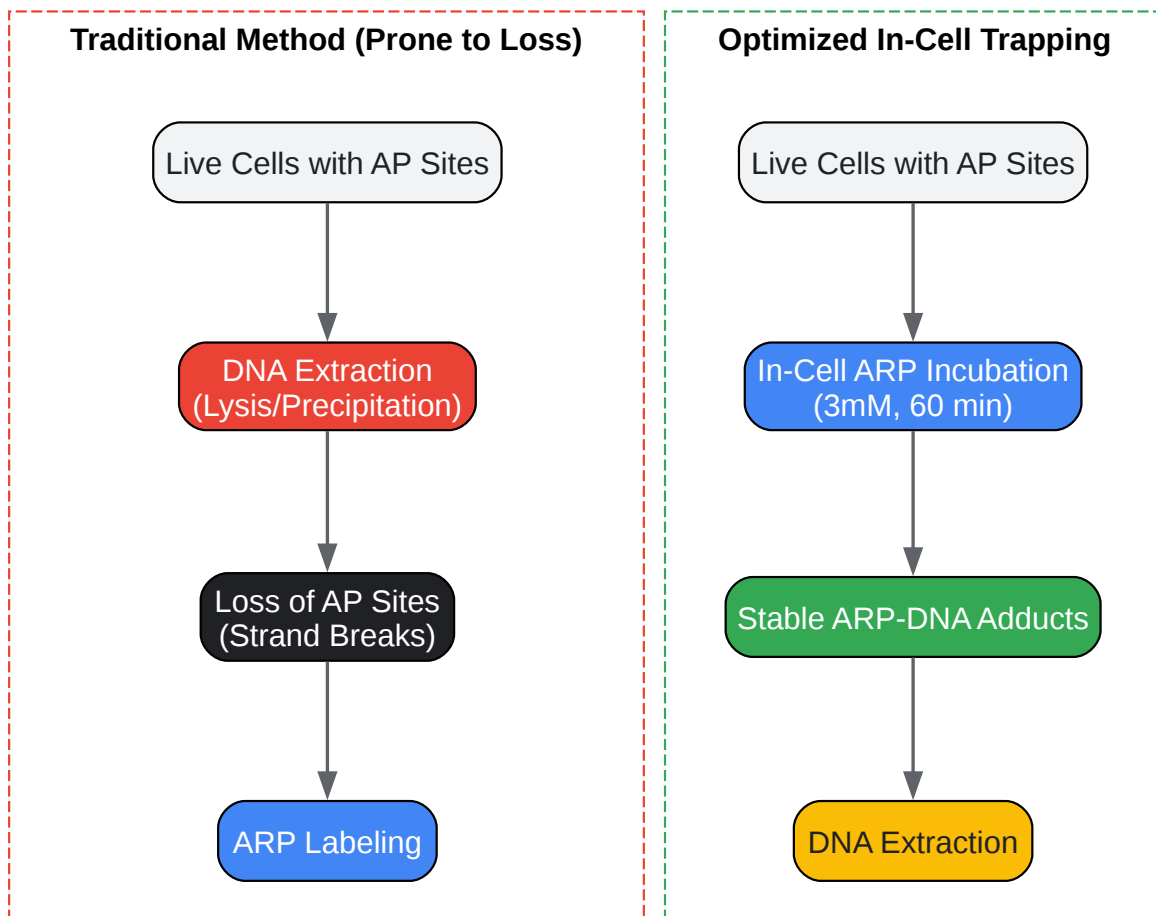 Traditional Method (Prone to Loss)
Live Cells with AP Sites
DNA Extraction
(Lysis/Precipitation)
Loss of AP Sites
(Strand Breaks)
ARP Labeling
Optimized In-Cell Trapping
Live Cells with AP Sites
In-Cell ARP Incubation
(3mM, 60 min)
Stable ARP-DNA Adducts
DNA Extraction